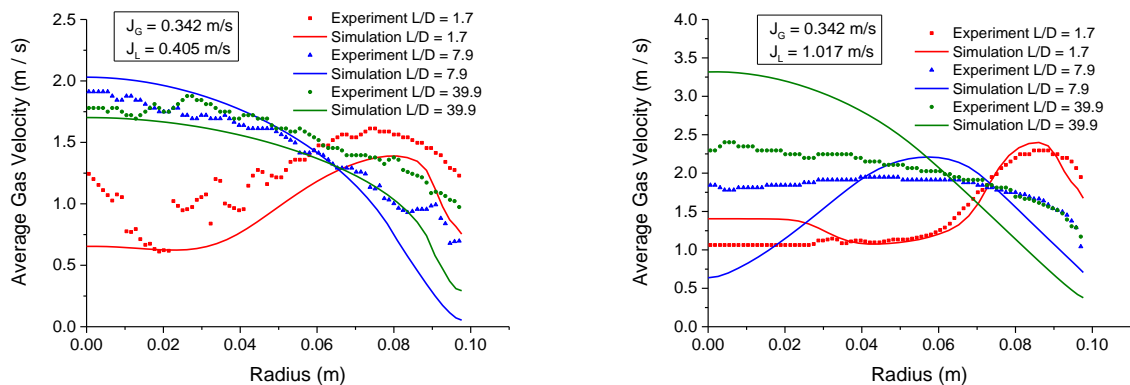 J_G = 0.342 m/s
J_L = 0.405 m/s
Experiment L/D = 1.7
Simulation L/D = 1.7
Experiment L/D = 7.9
Simulation L/D = 7.9
Experiment L/D = 39.9
Simulation L/D = 39.9
Average Gas Velocity (m / s)
2.5
2.0
1.5
1.0
0.5
0.0
0.00 0.02 0.04 0.06 0.08 0.10
Radius (m)
J_G = 0.342 m/s
J_L = 1.017 m/s
Experiment L/D = 1.7
Simulation L/D = 1.7
Experiment L/D = 7.9
Simulation L/D = 7.9
Experiment L/D = 39.9
Simulation L/D = 39.9
Average Gas Velocity (m / s)
4.0
3.5
3.0
2.5
2.0
1.5
1.0
0.5
0.0
0.00 0.02 0.04 0.06 0.08 0.10
Radius (m)